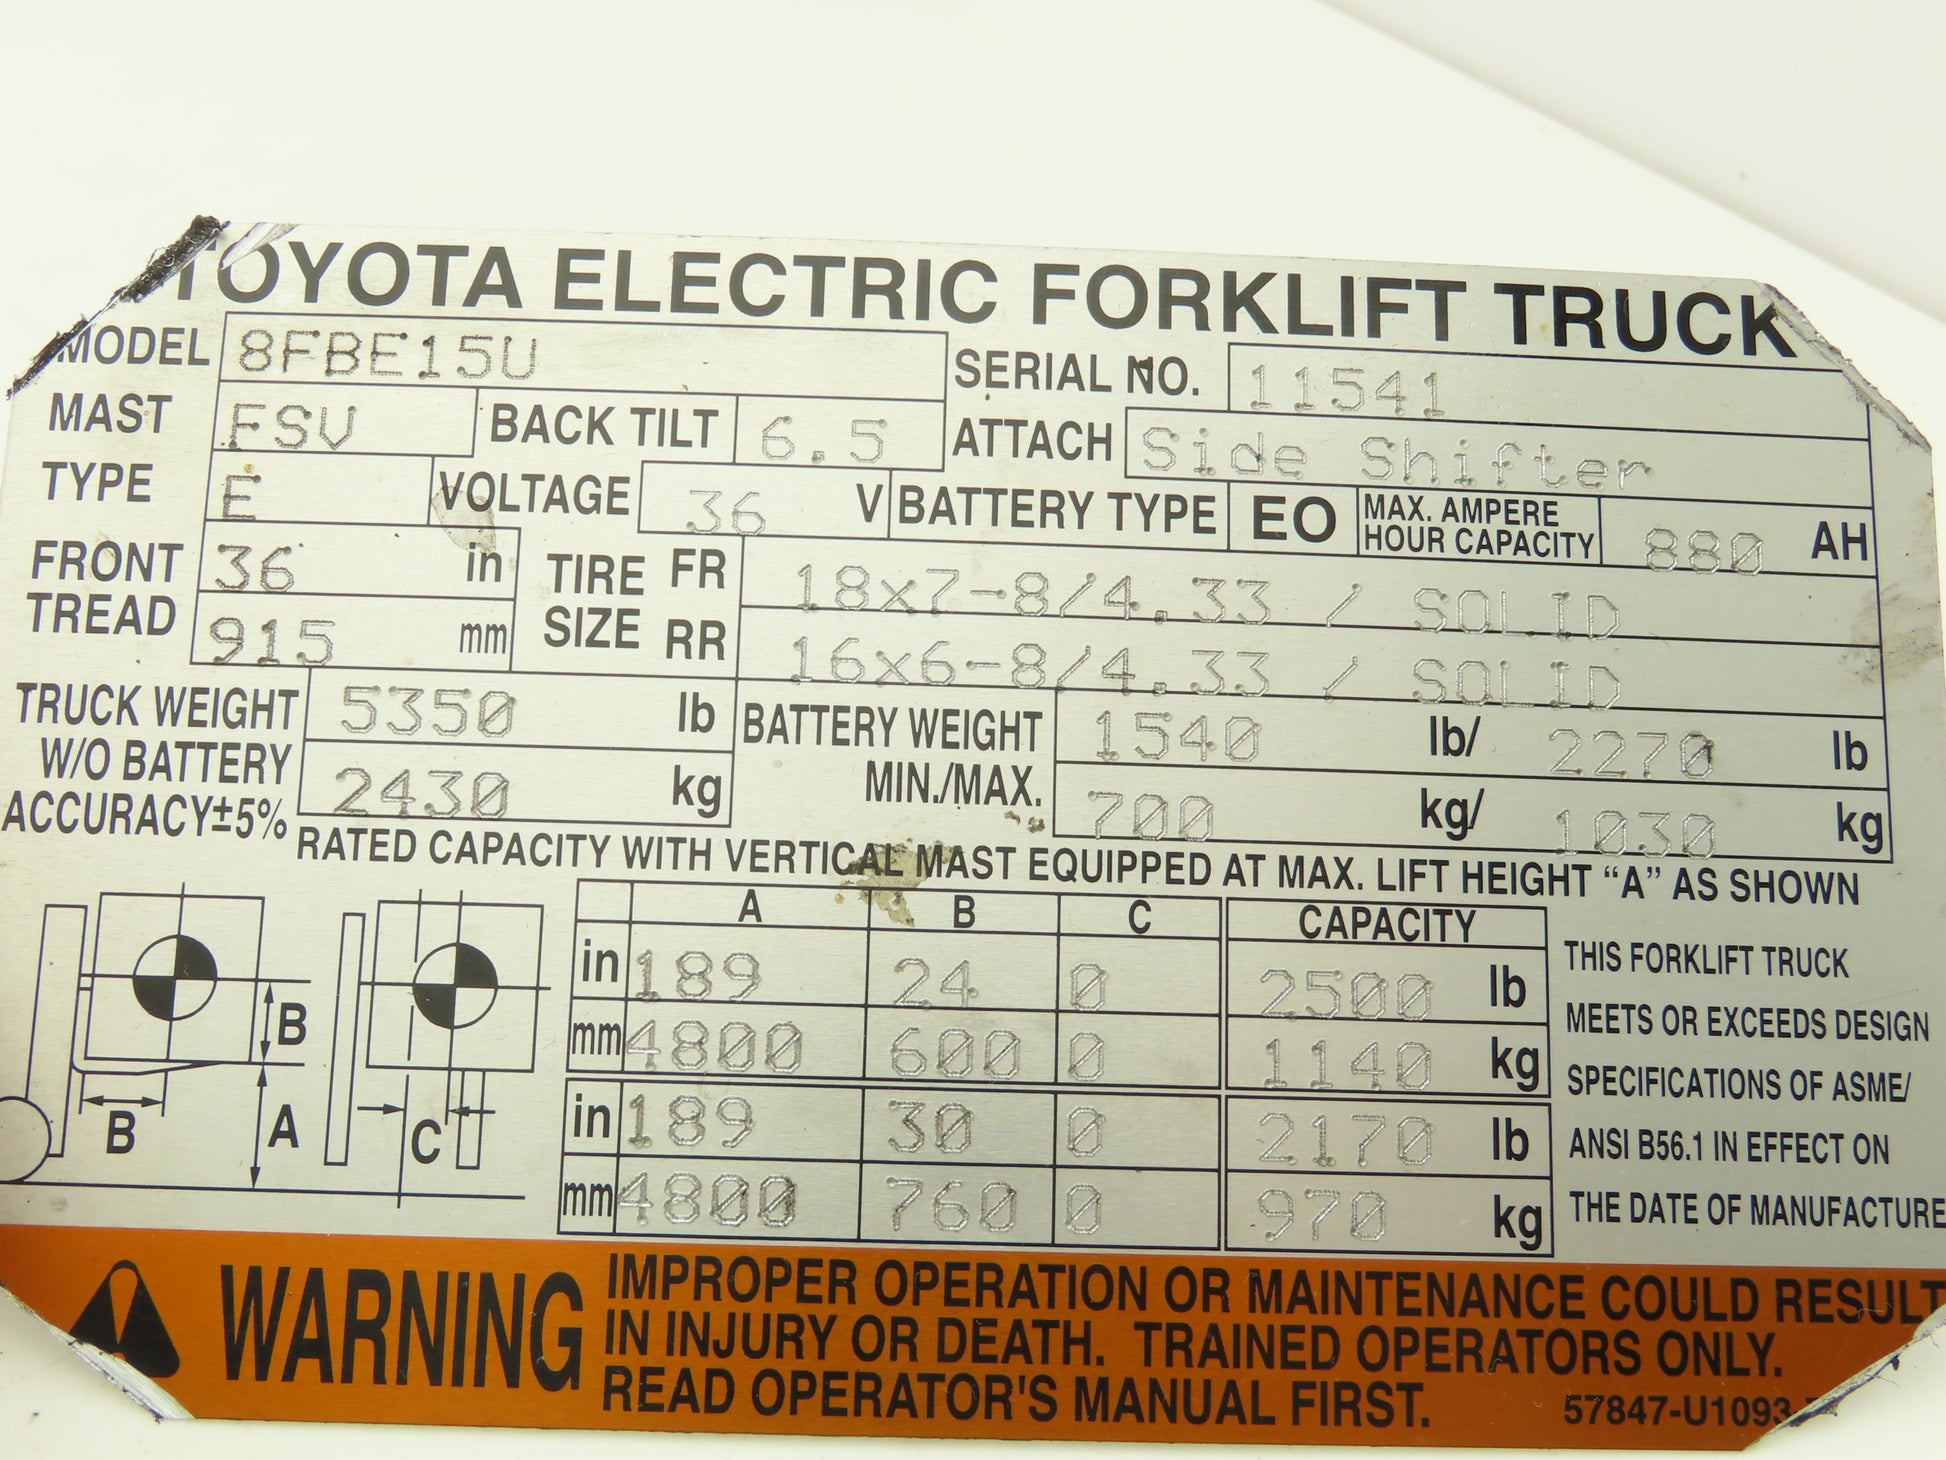 TOYOTA ELECTRIC FORKLIFT TRUCK
MODEL 8FBE15U SERIAL NO. 11541
MAST FSV BACK TILT 6.5 ATTACH Side Shifter
TYPE E VOLTAGE 36 V BATTERY TYPE EO MAX. AMPERE HOUR CAPACITY 880 AH
FRONT TREAD 36 in TIRE SIZE FR 18x7-8/4.33 / SOLID
915 mm RR 16x6-8/4.33 / SOLID
TRUCK WEIGHT 5350 lb BATTERY WEIGHT 1540 lb/ 2270 lb
W/O BATTERY 2430 kg MIN./MAX. 700 kg/ 1030 kg
ACCURACY±5%
RATED CAPACITY WITH VERTICAL MAST EQUIPPED AT MAX. LIFT HEIGHT “A” AS SHOWN
A B C CAPACITY
in 189 24 0 2500 lb
mm 4800 600 0 1140 kg
in 189 30 0 2170 lb
mm 4800 760 0 970 kg
B
B
A
C
THIS FORKLIFT TRUCK
MEETS OR EXCEEDS DESIGN
SPECIFICATIONS OF ASME/
ANSI B56.1 IN EFFECT ON
THE DATE OF MANUFACTURE
WARNING
IMPROPER OPERATION OR MAINTENANCE COULD RESULT
IN INJURY OR DEATH. TRAINED OPERATORS ONLY.
READ OPERATOR'S MANUAL FIRST.
57847-U1093